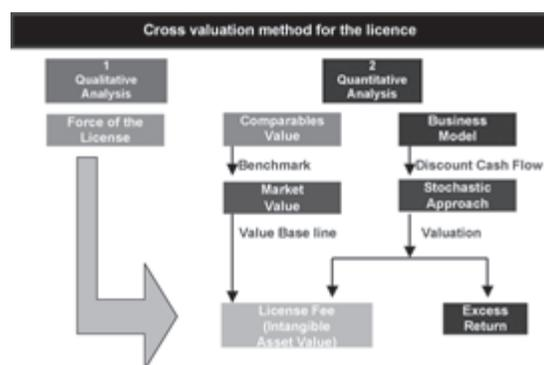 Cross valuation method for the licence
1
Qualitative
Analysis
2
Quantitative
Analysis
Force of the
License
Comparables
Value
Business
Model
Benchmark
Discount Cash Flow
Market
Value
Stochastic
Approach
Value Base line
Valuation
License Fee
(Intangible
Asset Value)
Excess
Return